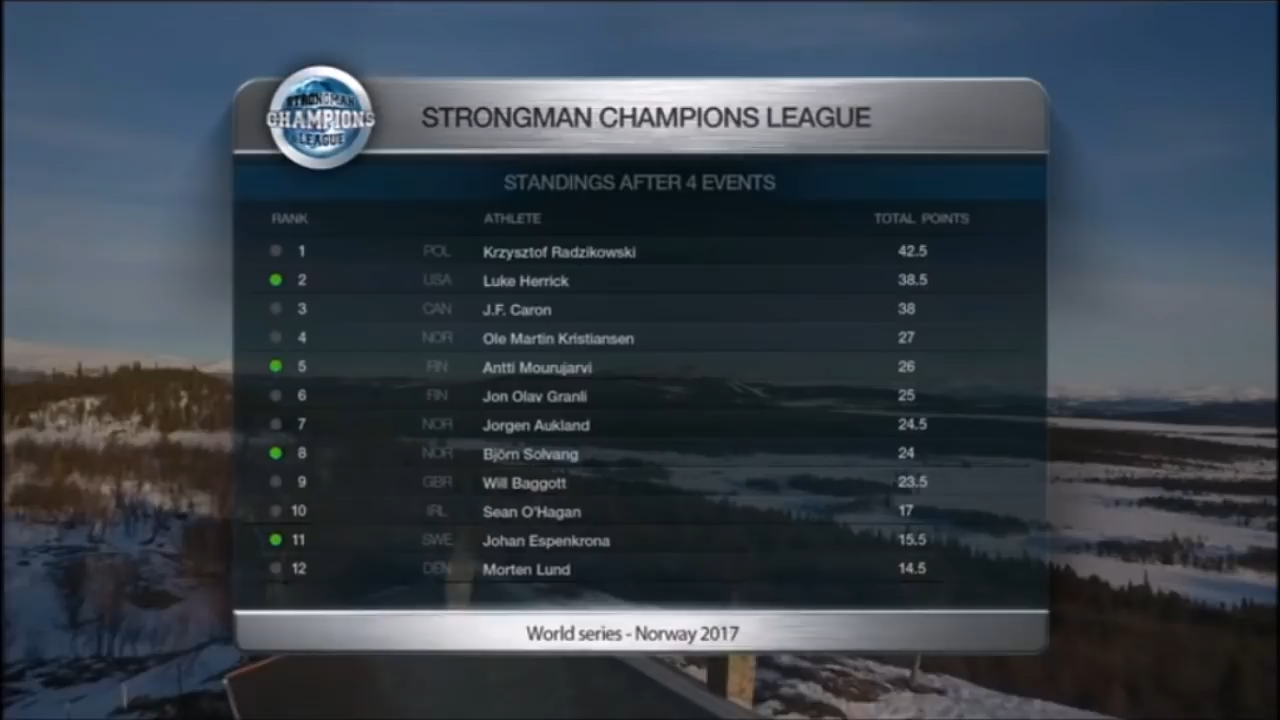 STRONGMAN
CHAMPIONS
LEAGUE
STRONGMAN CHAMPIONS LEAGUE
STANDINGS AFTER 4 EVENTS
RANK ATHLETE TOTAL POINTS
1 POL Krzysztof Radzikowski 42.5
2 USA Luke Herrick 38.5
3 CAN J.F. Caron 38
4 NOR Ole Martin Kristiansen 27
5 FIN Antti Mourujarvi 26
6 FIN Jon Olav Granli 25
7 NOR Jorgen Aukland 24.5
8 NOR Björn Solvang 24
9 GBR Will Baggott 23.5
10 IRL Sean O'Hagan 17
11 SWE Johan Espenkrona 15.5
12 DEN Morten Lund 14.5
World series - Norway 2017